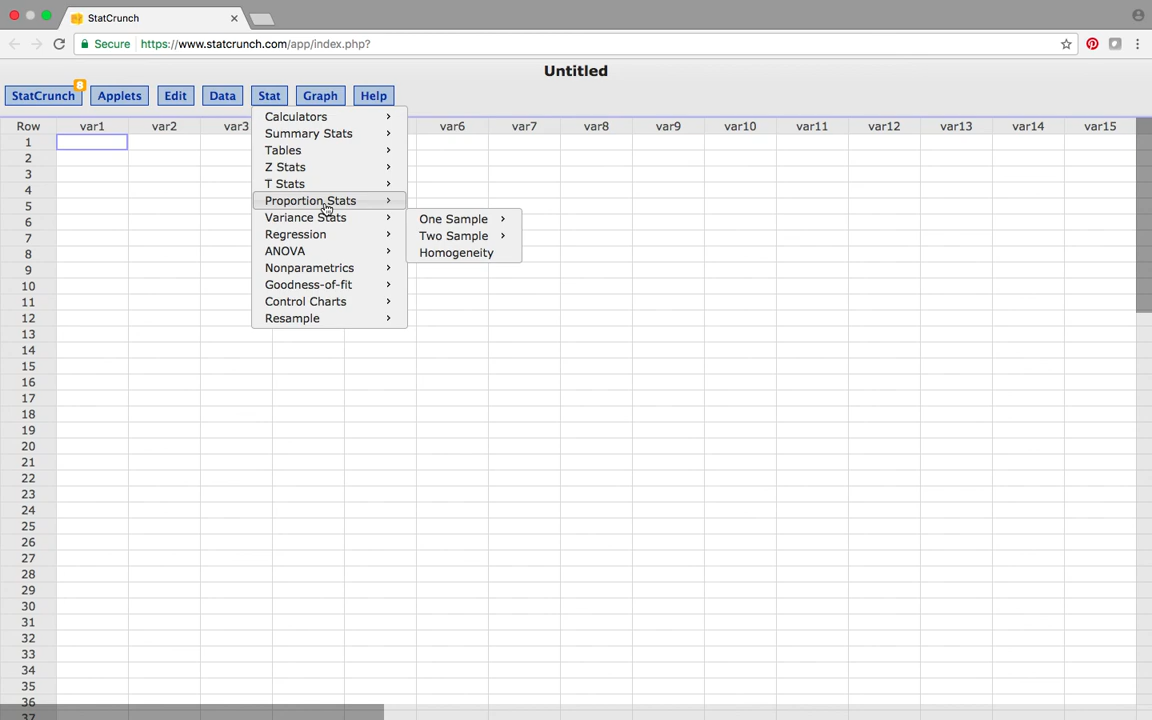 StatCrunch
Secure https://www.statcrunch.com/app/index.php?
Untitled
8
StatCrunch Applets Edit Data Stat Graph Help
Row var1 var2 var3 var6 var7 var8 var9 var10 var11 var12 var13 var14 var15
Calculators
Summary Stats
Tables
Z Stats
T Stats
Proportion Stats
Variance Stats
Regression
ANOVA
Nonparametrics
Goodness-of-fit
Control Charts
Resample
One Sample
Two Sample
Homogeneity
1
2
3
4
5
6
7
8
9
10
11
12
13
14
15
16
17
18
19
20
21
22
23
24
25
26
27
28
29
30
31
32
33
34
35
36
37